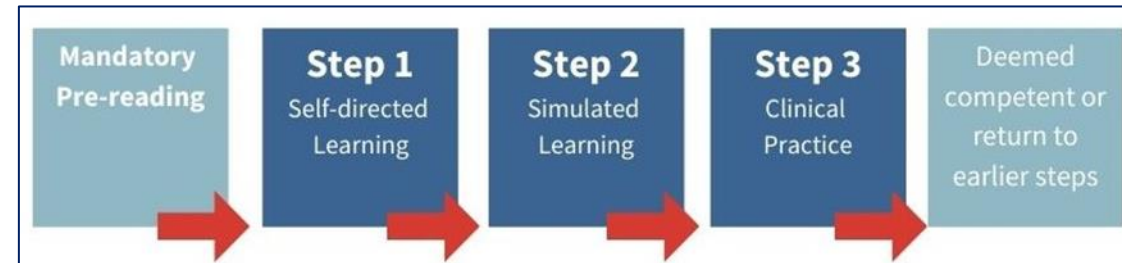 Mandatory
Pre-reading
Step 1
Self-directed
Learning
Step 2
Simulated
Learning
Step 3
Clinical
Practice
Deemed
competent or
return to
earlier steps